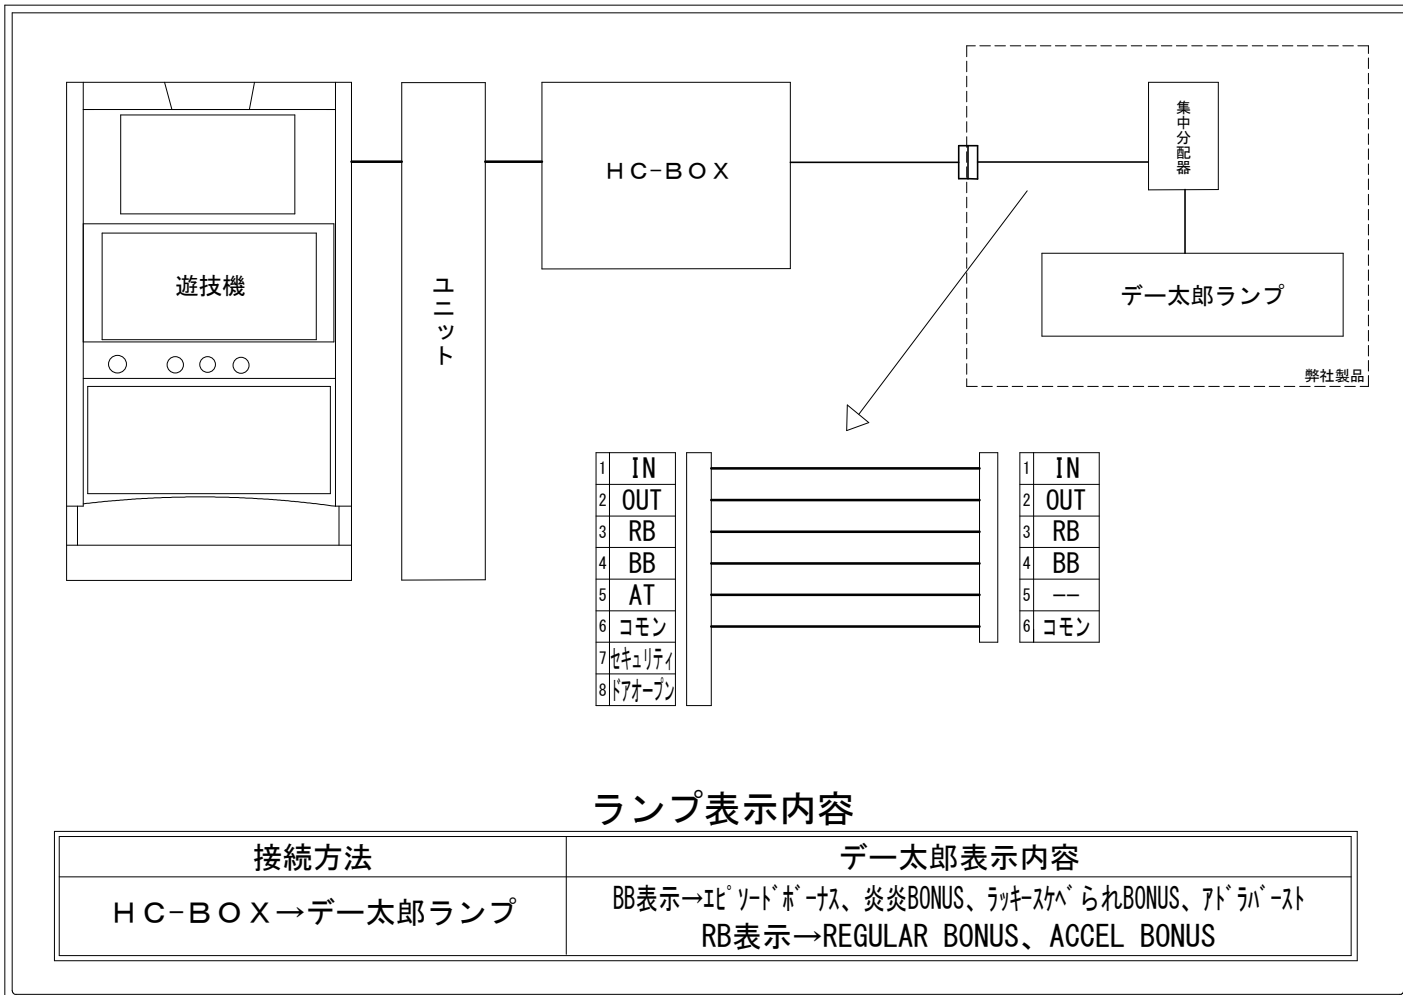 遊技機
ユニット
HC-BOX
集中分配器
デー太郎ランプ
弊社製品
1 IN
2 OUT
3 RB
4 BB
5 AT
6 コモン
7 セキュリティ
8 ドアオープン
1 IN
2 OUT
3 RB
4 BB
5 --
6 コモン
ランプ表示内容
接続方法 デー太郎表示内容
HC-BOX→デー太郎ランプ
BB表示→エピソードボーナス、炎炎BONUS、ラッキースケベられBONUS、アドラバースト
RB表示→REGULAR BONUS、ACCEL BONUS